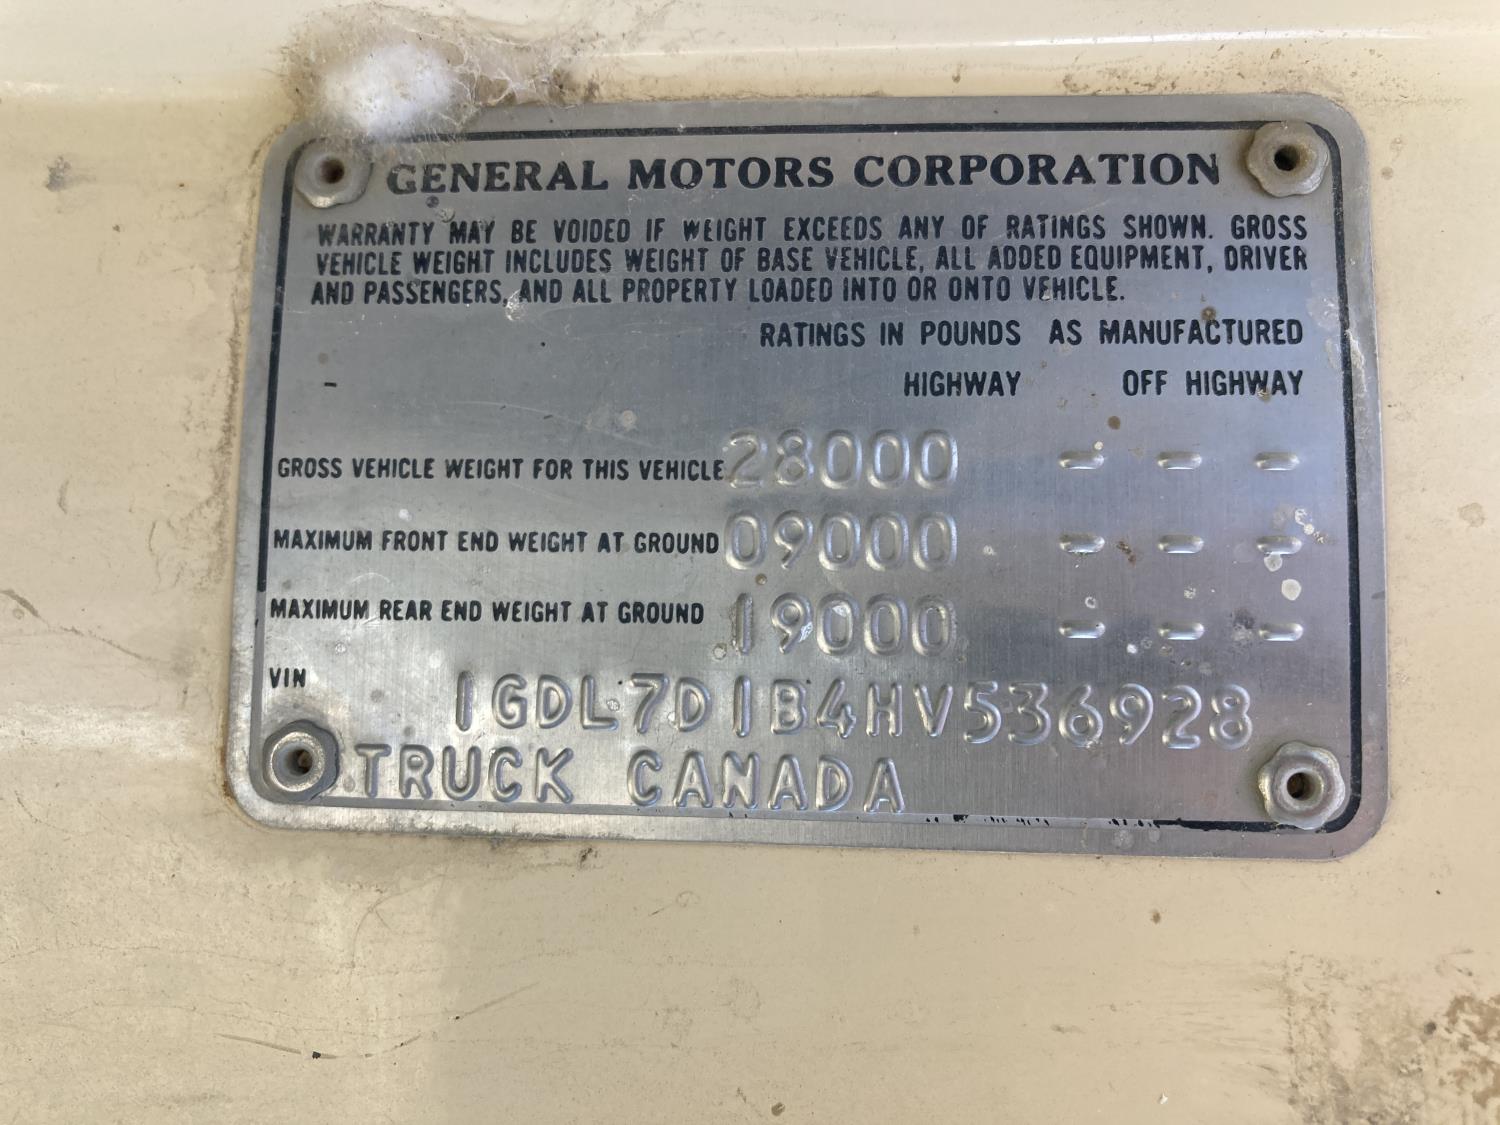 GENERAL MOTORS CORPORATION
WARRANTY MAY BE VOIDED IF WEIGHT EXCEEDS ANY OF RATINGS SHOWN. GROSS
VEHICLE WEIGHT INCLUDES WEIGHT OF BASE VEHICLE, ALL ADDED EQUIPMENT, DRIVER
AND PASSENGERS, AND ALL PROPERTY LOADED INTO OR ONTO VEHICLE.
RATINGS IN POUNDS AS MANUFACTURED
HIGHWAY OFF HIGHWAY
GROSS VEHICLE WEIGHT FOR THIS VEHICLE 28000 - - -
MAXIMUM FRONT END WEIGHT AT GROUND 09000 - - -
MAXIMUM REAR END WEIGHT AT GROUND 19000 - - -
VIN 1GDL7D1B4HV536928
TRUCK CANADA